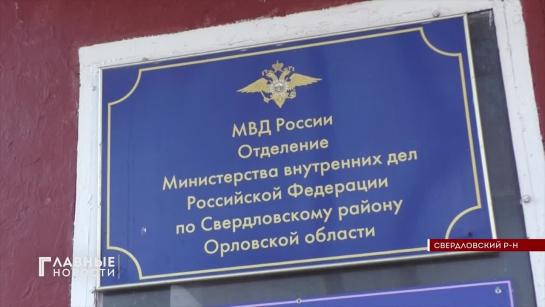 МВД России
Отделение
Министерства внутренних дел
Российской Федерации
по Свердловскому району
Орловской области
СВЕРДЛОВСКИЙ Р-Н
ГЛАВНЫЕ
НОВОСТИ